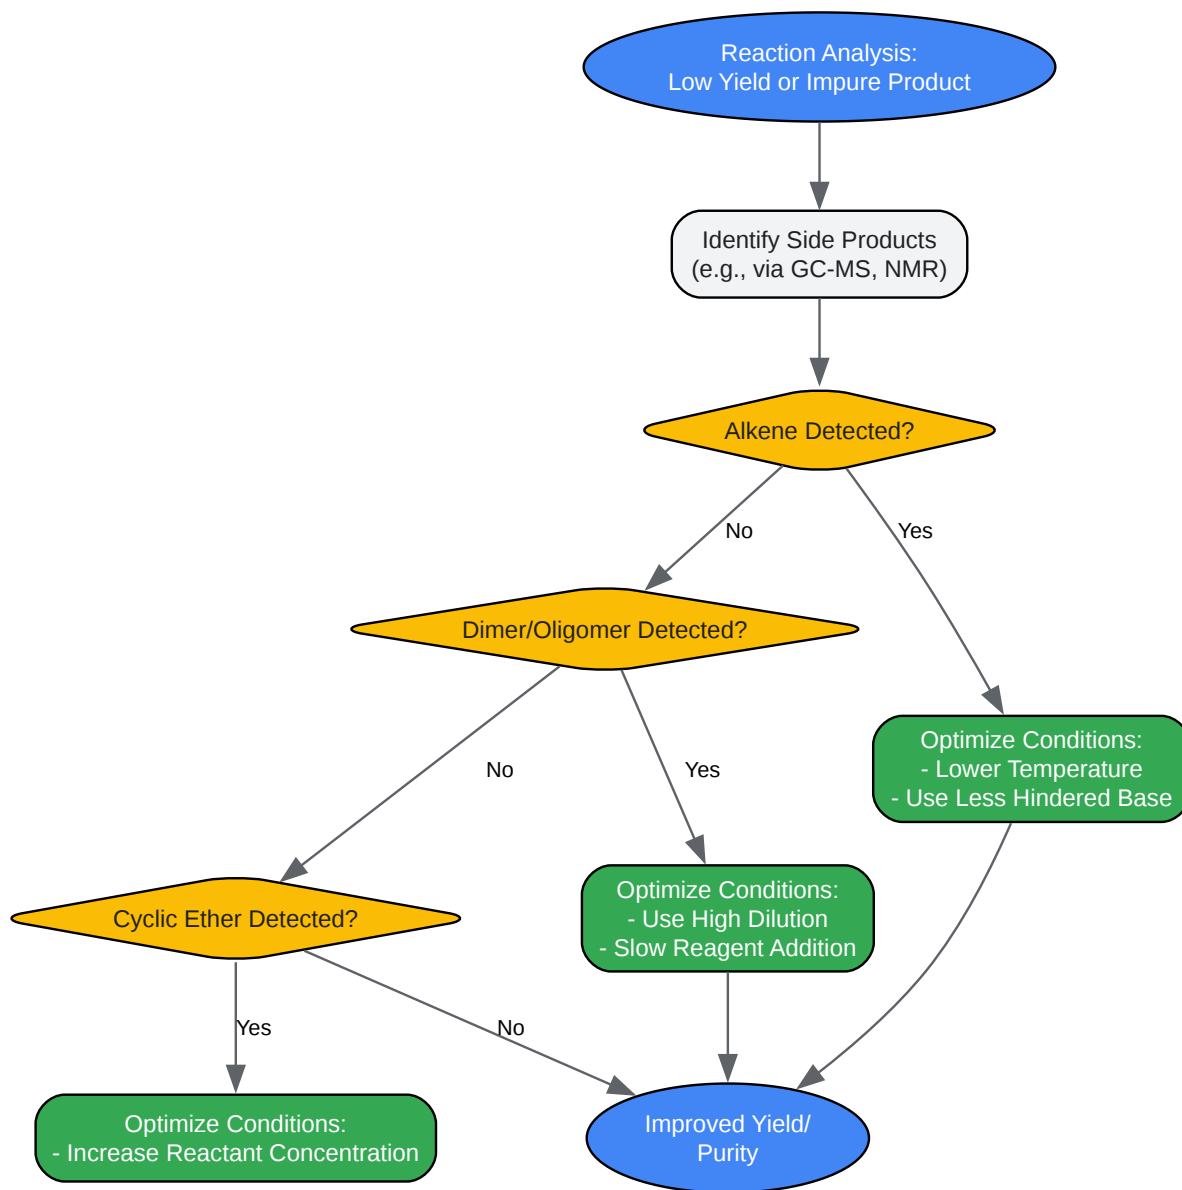 Reaction Analysis:
Low Yield or Impure Product
Identify Side Products
(e.g., via GC-MS, NMR)
Alkene Detected?
No
Yes
Dimer/Oligomer Detected?
No
Yes
Optimize Conditions:
- Lower Temperature
- Use Less Hindered Base
Optimize Conditions:
- Use High Dilution
- Slow Reagent Addition
Cyclic Ether Detected?
Yes
No
Optimize Conditions:
- Increase Reactant Concentration
Improved Yield/
Purity